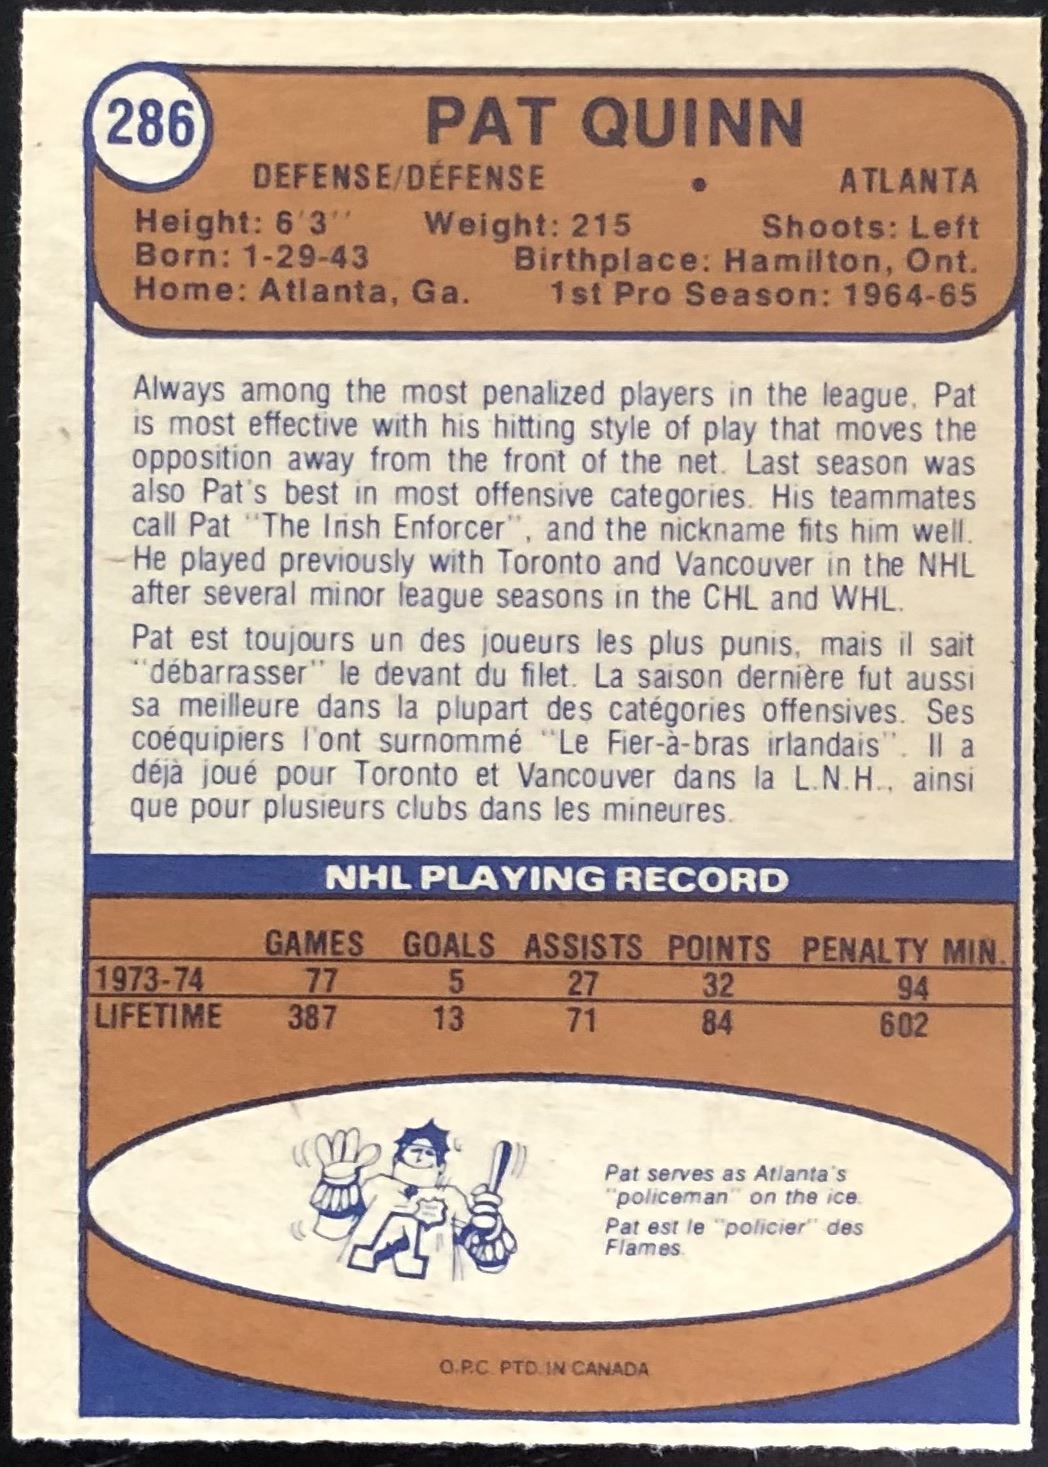 286
PAT QUINN
DEFENSE/DÉFENSE • ATLANTA
Height: 6'3'' Weight: 215 Shoots: Left
Born: 1-29-43 Birthplace: Hamilton, Ont.
Home: Atlanta, Ga. 1st Pro Season: 1964-65
Always among the most penalized players in the league, Pat
is most effective with his hitting style of play that moves the
opposition away from the front of the net. Last season was
also Pat's best in most offensive categories. His teammates
call Pat "The Irish Enforcer", and the nickname fits him well.
He played previously with Toronto and Vancouver in the NHL
after several minor league seasons in the CHL and WHL.
Pat est toujours un des joueurs les plus punis, mais il sait
"débarrasser" le devant du filet. La saison dernière fut aussi
sa meilleure dans la plupart des catégories offensives. Ses
coéquipiers l'ont surnommé "Le Fier-à-bras irlandais". Il a
déjà joué pour Toronto et Vancouver dans la L.N.H., ainsi
que pour plusieurs clubs dans les mineures.
NHL PLAYING RECORD
GAMES GOALS ASSISTS POINTS PENALTY MIN.
1973-74 77 5 27 32 94
LIFETIME 387 13 71 84 602
Pat serves as Atlanta's
"policeman" on the ice.
Pat est le "policier" des
Flames.
O.P.C. PTD. IN CANADA